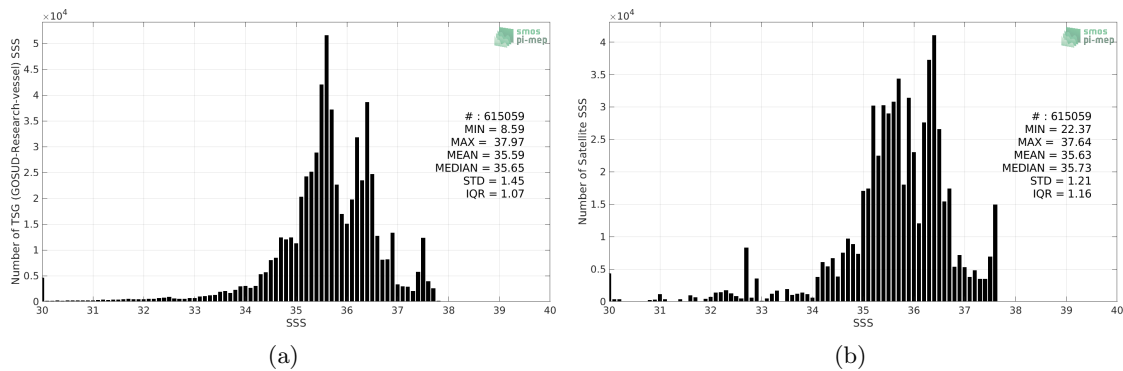 ×10⁴
Number of TSG (GOSUD-Research-vessel) SSS
5
4.5
4
3.5
3
2.5
2
1.5
1
0.5
0
30 31 32 33 34 35 36 37 38 39 40
SSS
smos
pi-mep
# : 615059
MIN = 8.59
MAX = 37.97
MEAN = 35.59
MEDIAN = 35.65
STD = 1.45
IQR = 1.07
(a)
×10⁴
Number of Satellite SSS
4
3.5
3
2.5
2
1.5
1
0.5
0
30 31 32 33 34 35 36 37 38 39 40
SSS
smos
pi-mep
# : 615059
MIN = 22.37
MAX = 37.64
MEAN = 35.63
MEDIAN = 35.73
STD = 1.21
IQR = 1.16
(b)